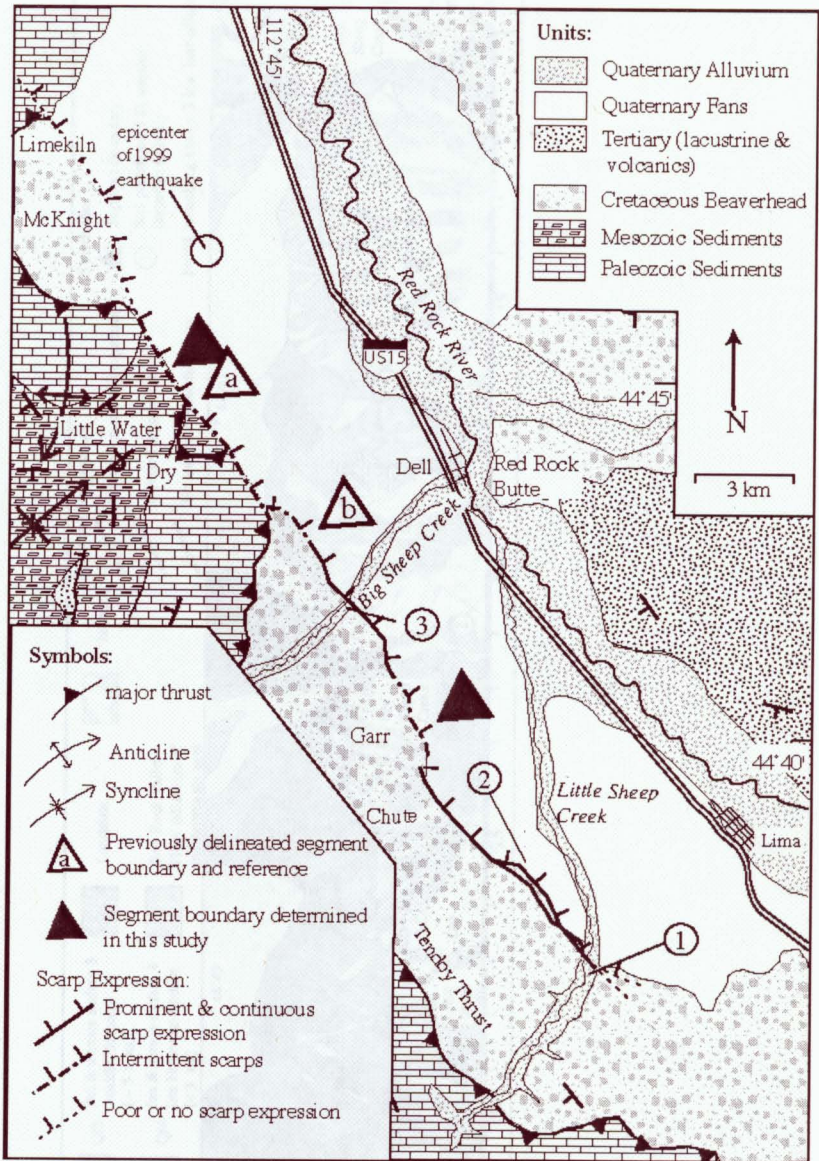 112°45'
Units:
Quaternary Alluvium
Quaternary Fans
Tertiary (lacustrine &
volcanics)
Cretaceous Beaverhead
Mesozoic Sediments
Paleozoic Sediments
Limekiln
epicenter
of 1999
earthquake
McKnight
Red Rock River
US15
a
44°45'
N
3 km
Little Water
Dry
Dell
Red Rock
Butte
b
Big Sheep Creek
3
Symbols:
major thrust
Anticline
Syncline
a
Previously delineated segment
boundary and reference
Segment boundary determined
in this study
Scarp Expression:
Prominent & continuous
scarp expression
Intermittent scarps
Poor or no scarp expression
Garr
44°40'
2
Little Sheep
Creek
Chute
Lima
Tendoy Thrust
1